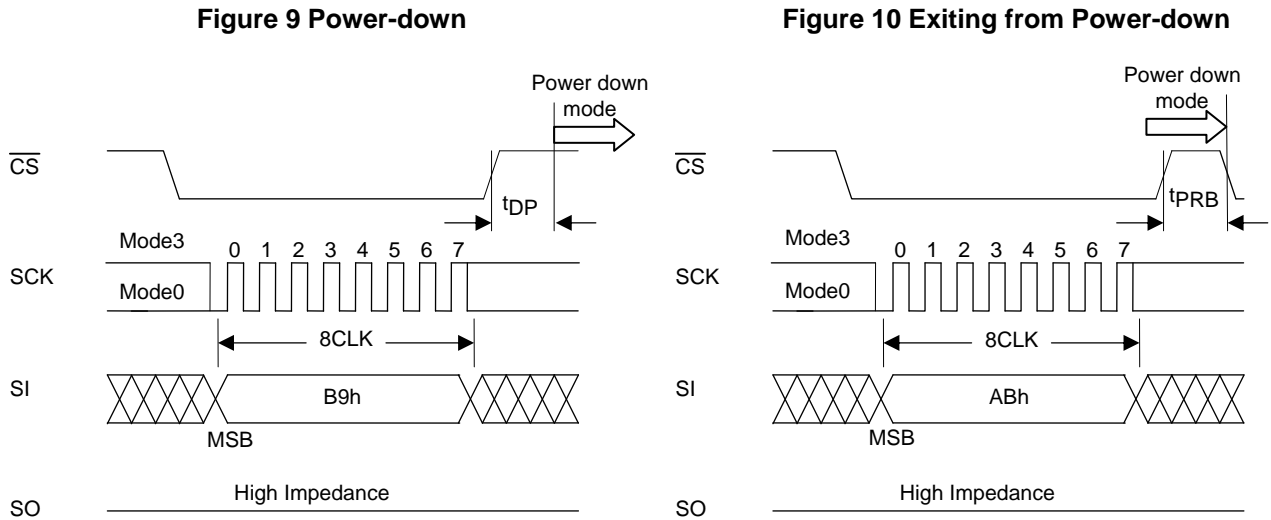 Figure 9 Power-down
Power down
mode
CS
tDP
Mode3
0 1 2 3 4 5 6 7
SCK
Mode0
8CLK
SI
B9h
MSB
High Impedance
SO
Figure 10 Exiting from Power-down
Power down
mode
CS
tPRB
Mode3
0 1 2 3 4 5 6 7
SCK
Mode0
8CLK
SI
ABh
MSB
High Impedance
SO